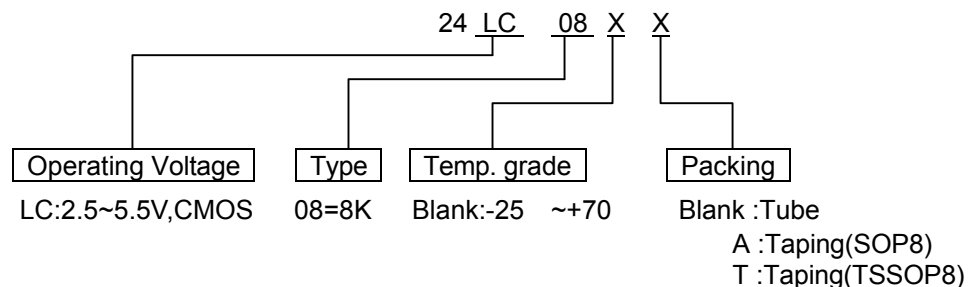 24 LC 08 X X
Operating Voltage Type Temp. grade Packing
LC:2.5~5.5V,CMOS 08=8K Blank:-25 ~+70 Blank :Tube
A :Taping(SOP8)
T :Taping(TSSOP8)